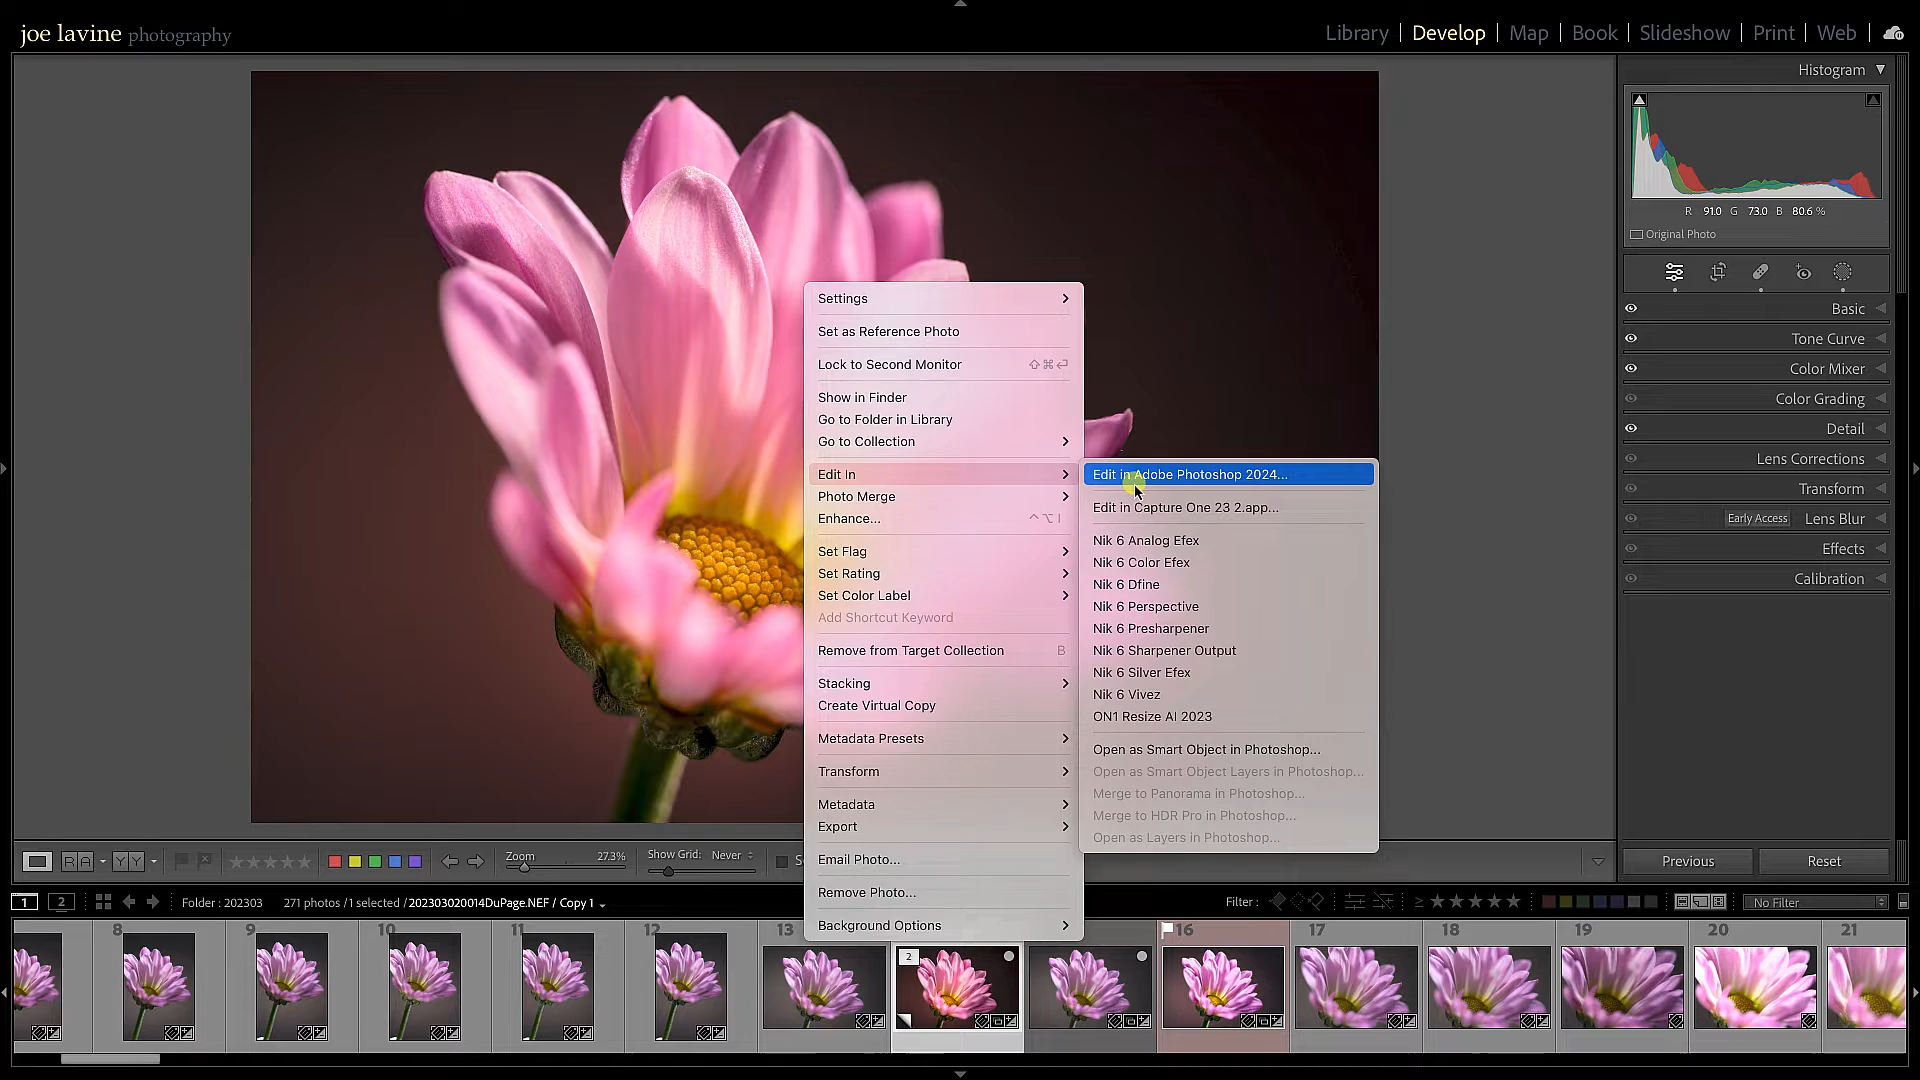 joe lavine photography
Library | Develop | Map | Book | Slideshow | Print | Web |
Histogram
R 91.0 G 73.0 B 80.6 %
Original Photo
Basic
Tone Curve
Color Mixer
Color Grading
Detail
Lens Corrections
Transform
Early Access Lens Blur
Effects
Calibration
Settings
Set as Reference Photo
Lock to Second Monitor ⇧⌘⏎
Show in Finder
Go to Folder in Library
Go to Collection
Edit In
Photo Merge
Enhance... ^⌥I
Set Flag
Set Rating
Set Color Label
Add Shortcut Keyword
Remove from Target Collection B
Stacking
Create Virtual Copy
Metadata Presets
Transform
Metadata
Export
Email Photo...
Remove Photo...
Background Options
Edit in Adobe Photoshop 2024...
Edit in Capture One 23 2.app...
Nik 6 Analog Efex
Nik 6 Color Efex
Nik 6 Dfine
Nik 6 Perspective
Nik 6 Presharpener
Nik 6 Sharpener Output
Nik 6 Silver Efex
Nik 6 Vivez
ON1 Resize AI 2023
Open as Smart Object in Photoshop...
Open as Smart Object Layers in Photoshop...
Merge to Panorama in Photoshop...
Merge to HDR Pro in Photoshop...
Open as Layers in Photoshop...
RA YY Zoom 27.3% Show Grid: Never
Previous Reset
1 2 Folder : 202303 271 photos /1 selected /202303020014DuPage.NEF / Copy 1 Filter : ≥ No Filter
8 9 10 11 12 13 16 17 18 19 20 21
2